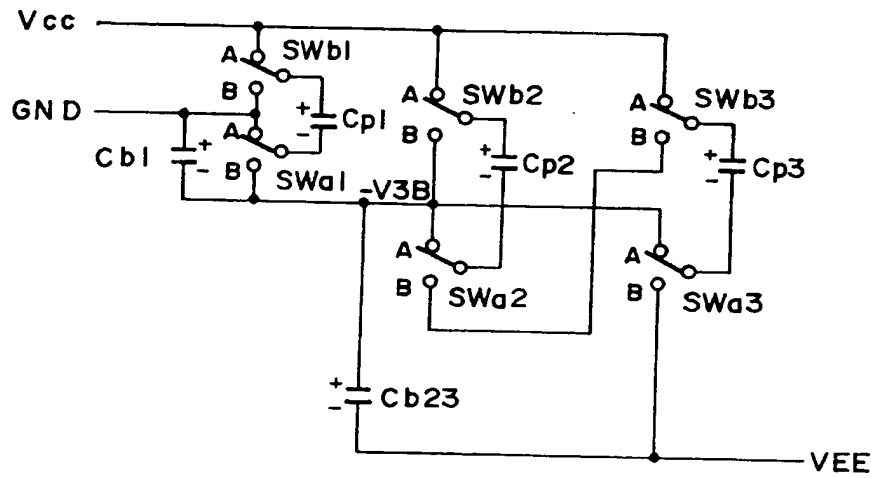 Vcc
A SWb1
B
GND
+
- Cp1
A
B SWa1
Cb1 +
-
A SWb2
B
+
- Cp2
A SWb3
B
+
- Cp3
-V3B
A
B SWa2
A
B SWa3
+
- Cb23
VEE